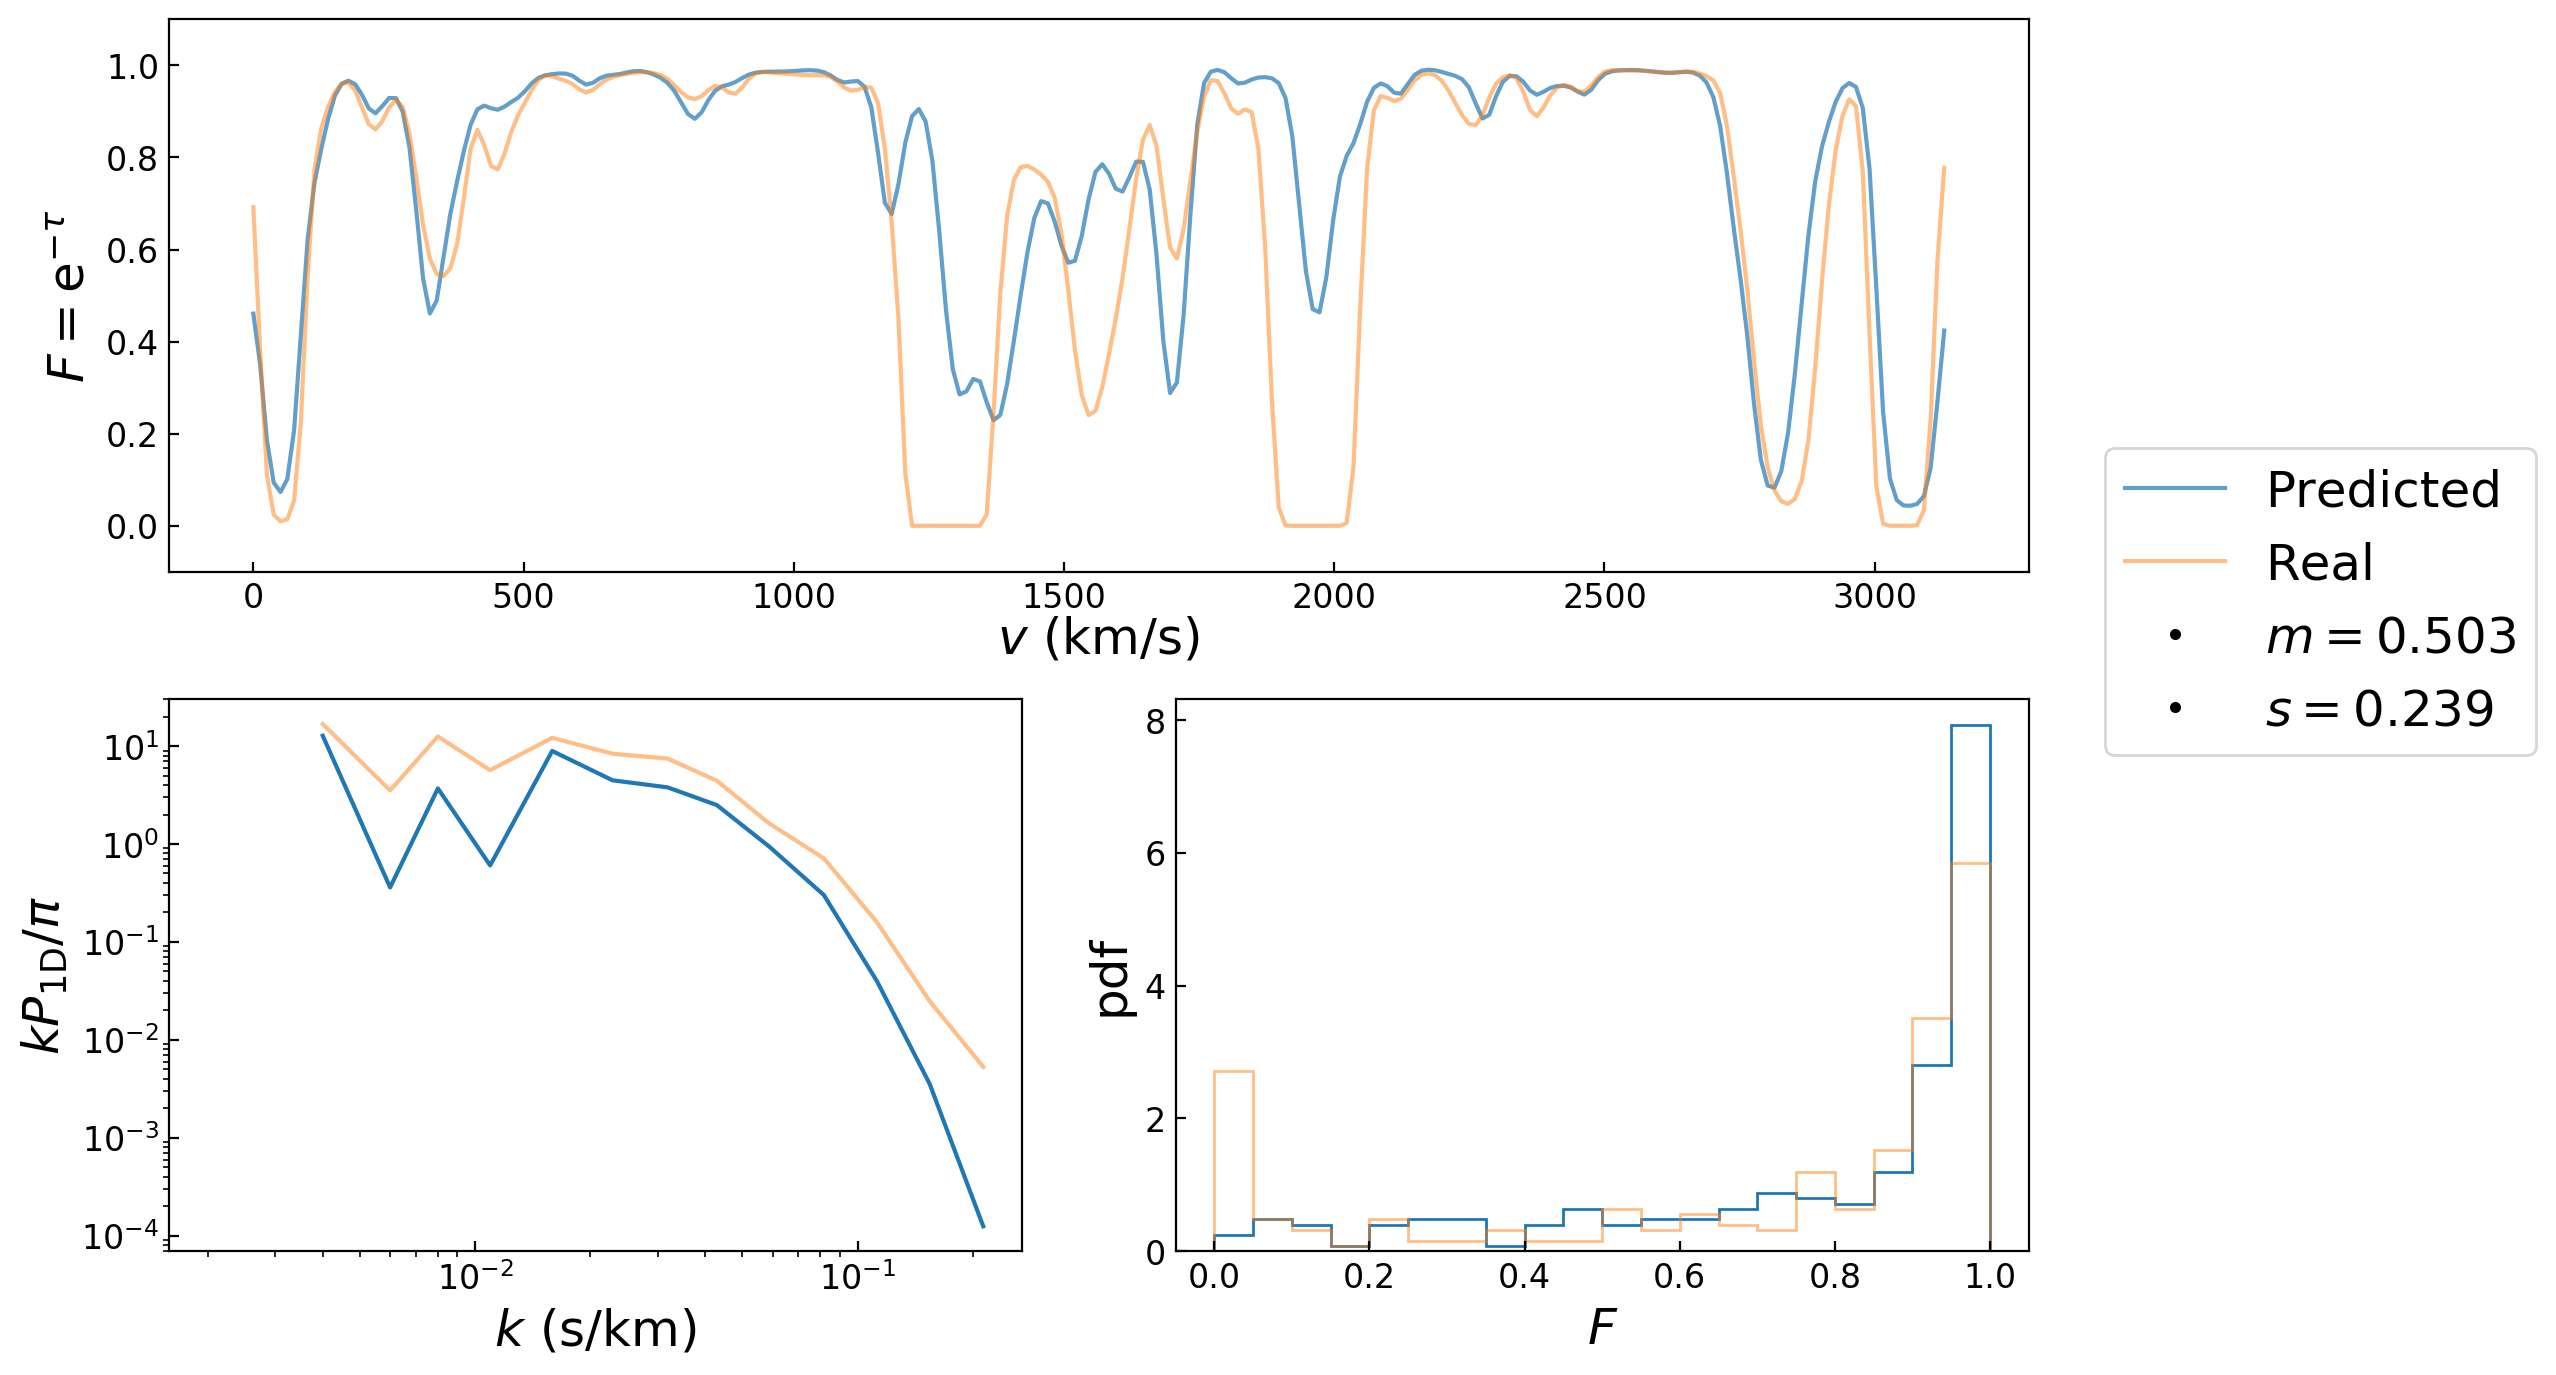 F = e^{-τ}
1.0
0.8
0.6
0.4
0.2
0.0
0 500 1000 1500 2000 2500 3000
v (km/s)
Predicted
Real
m = 0.503
s = 0.239
kP_{1D}/π
10^1
10^0
10^{-1}
10^{-2}
10^{-3}
10^{-4}
10^{-2} 10^{-1}
k (s/km)
pdf
8
6
4
2
0
0.0 0.2 0.4 0.6 0.8 1.0
F